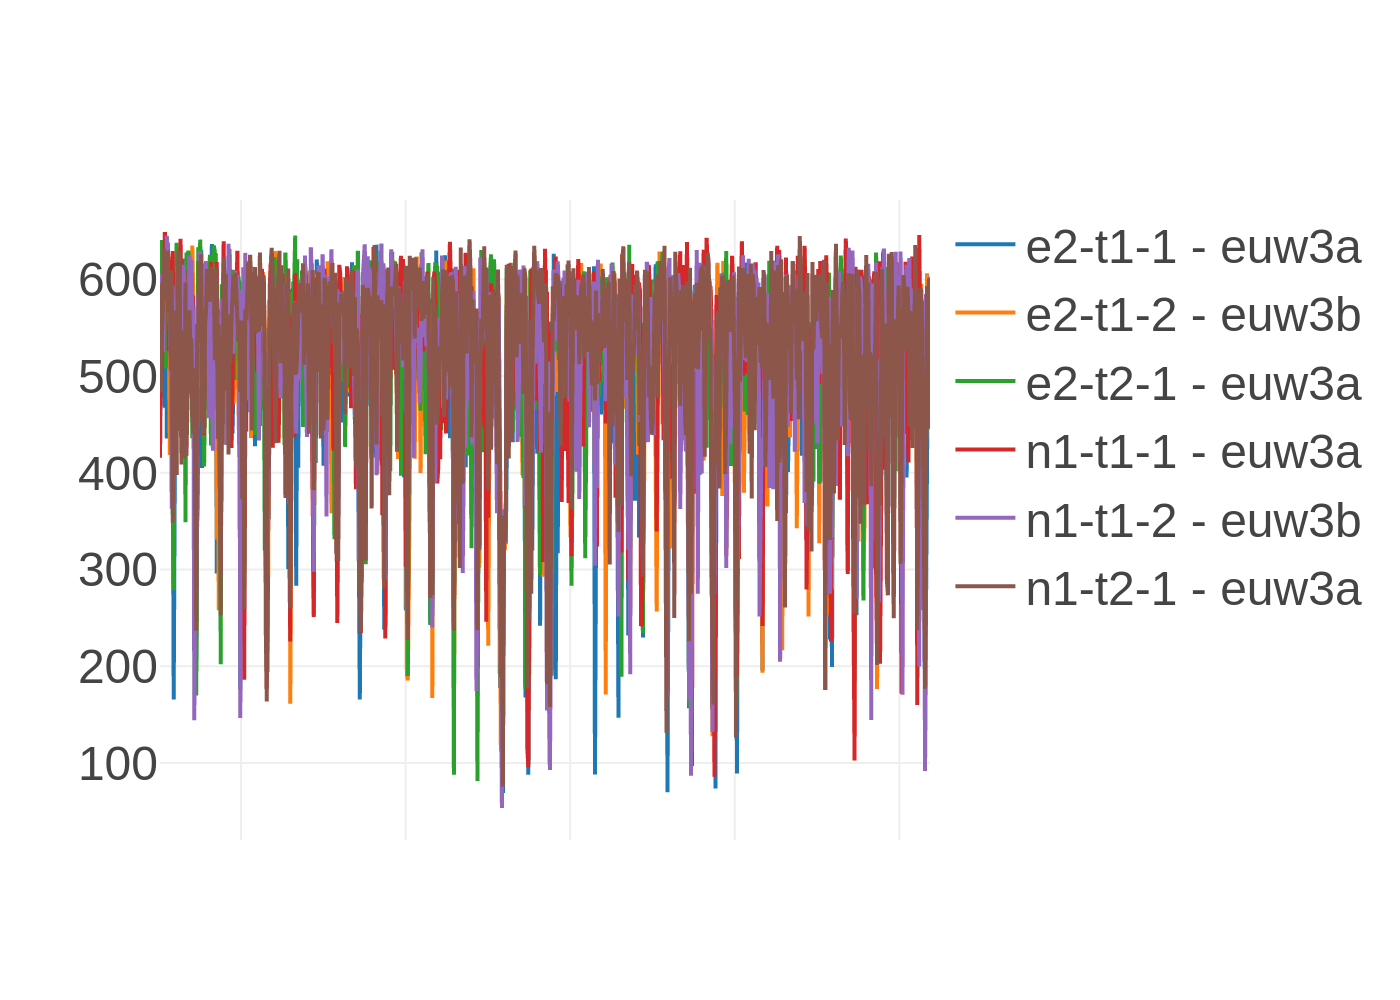 600
500
400
300
200
100
e2-t1-1 - euw3a
e2-t1-2 - euw3b
e2-t2-1 - euw3a
n1-t1-1 - euw3a
n1-t1-2 - euw3b
n1-t2-1 - euw3a